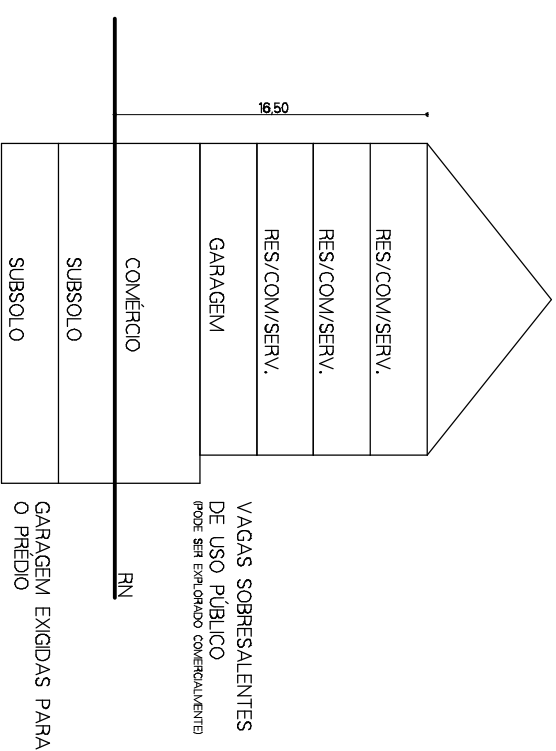 16,50
RES/COM/SERV.
RES/COM/SERV.
RES/COM/SERV.
GARAGEM
VAGAS SOBRESALENTES
DE USO PÚBLICO
(PODE SER EXPLORADO COMERCIALMENTE)
COMÉRCIO
RN
SUBSOLO
SUBSOLO
GARAGEM EXIGIDAS PARA
O PRÉDIO